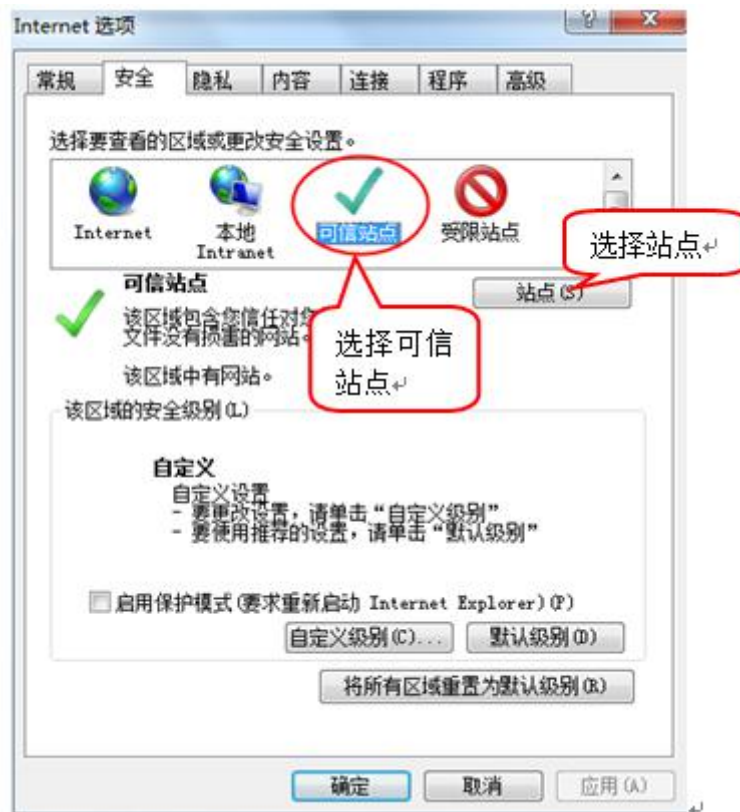 Internet 选项
常规 安全 隐私 内容 连接 程序 高级
选择要查看的区域或更改安全设置。
Internet 本地 Intranet 可信站点 受限站点
选择站点
可信站点
站点(S)
该区域包含您信任对您
文件没有损害的网站。
选择可信
站点
该区域中有网站。
该区域的安全级别(L)
自定义
自定义设置
- 要更改设置，请单击“自定义级别”
- 要使用推荐的设置，请单击“默认级别”
启用保护模式(要求重新启动 Internet Explorer)(P)
自定义级别(C)... 默认级别(D)
将所有区域重置为默认级别(R)
确定 取消 应用(A)